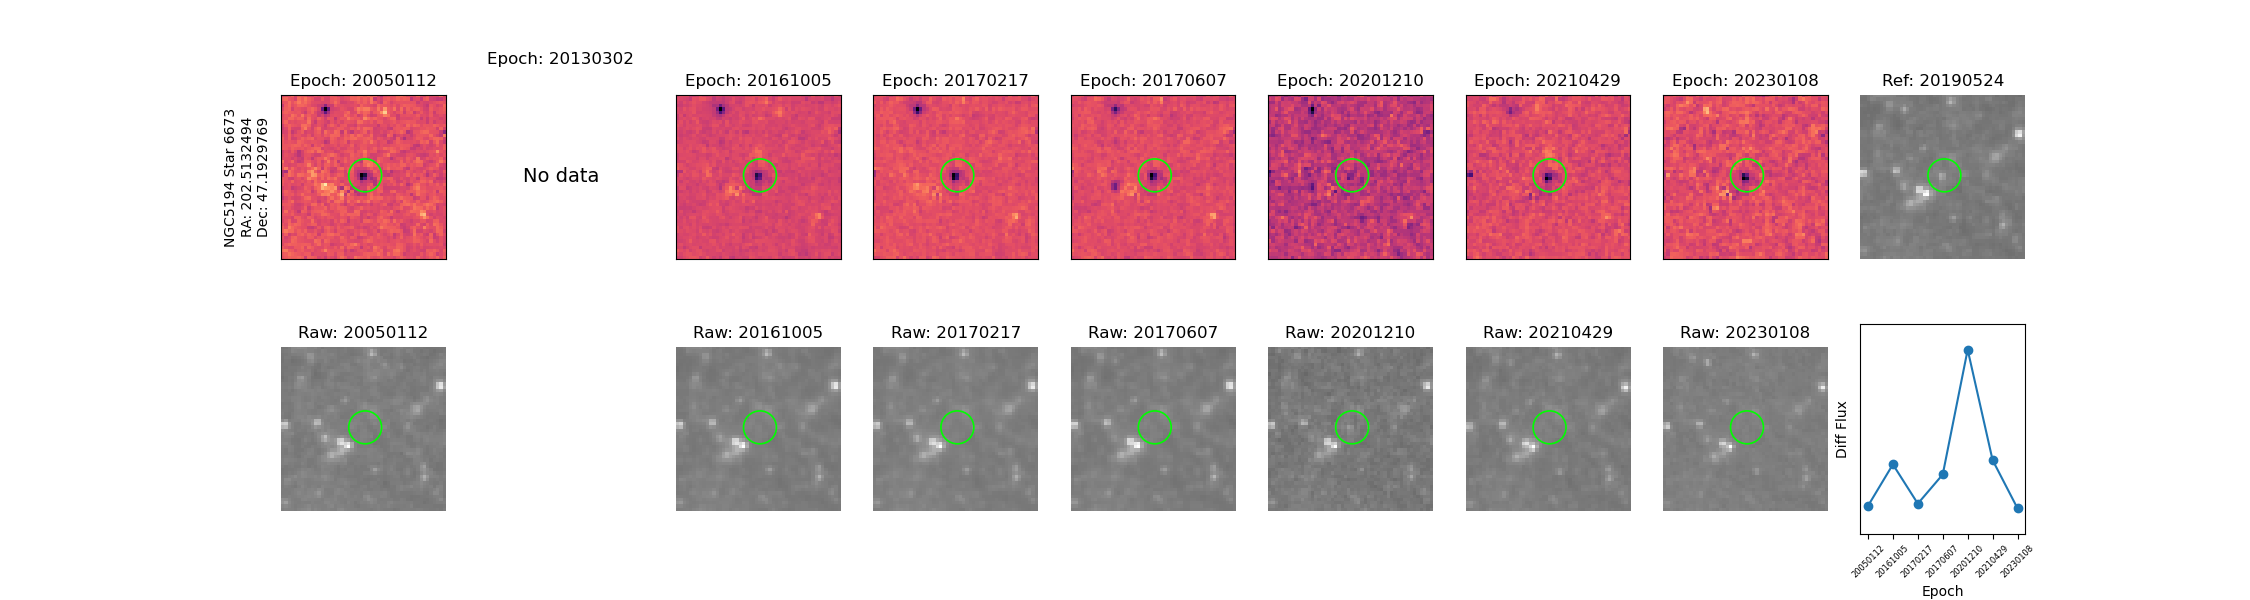 NGC5194 Star 6673
RA: 202.5132494
Dec: 47.1929769
Epoch: 20050112
Epoch: 20130302
No data
Epoch: 20161005
Epoch: 20170217
Epoch: 20170607
Epoch: 20201210
Epoch: 20210429
Epoch: 20230108
Ref: 20190524
Raw: 20050112
Raw: 20161005
Raw: 20170217
Raw: 20170607
Raw: 20201210
Raw: 20210429
Raw: 20230108
Diff Flux
20050112
20161005
20170217
20170607
20201210
20210429
20230108
Epoch